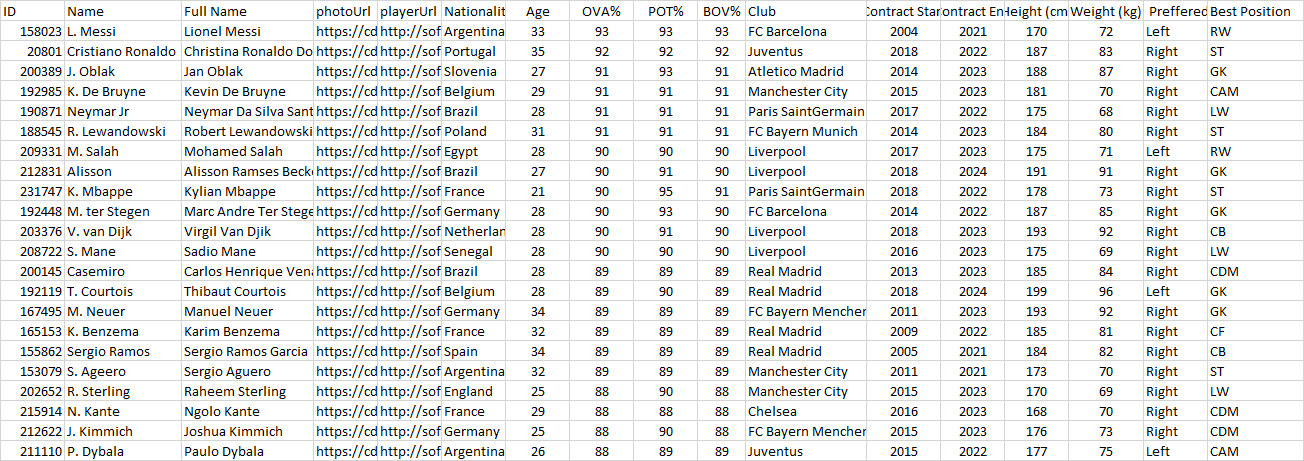 ID Name Full Name photoUrl playerUrl Nationalit Age OVA% POT% BOV% Club Contract Star ontract En Height (cm Weight (kg) Preffered Best Position
158023 L. Messi Lionel Messi https://cd http://sof Argentina 33 93 93 93 FC Barcelona 2004 2021 170 72 Left RW
20801 Cristiano Ronaldo Christina Ronaldo Do http://cd http://sof Portugal 35 92 92 92 Juventus 2018 2022 187 83 Right ST
200389 J. Oblak Jan Oblak https://cd http://sof Slovenia 27 91 93 91 Atletico Madrid 2014 2023 188 87 Right GK
192985 K. De Bruyne Kevin De Bruyne https://cd http://sof Belgium 29 91 91 91 Manchester City 2015 2023 181 70 Right CAM
190871 Neymar Jr Neymar Da Silva Sant https://cd http://sof Brazil 28 91 91 91 Paris SaintGermain 2017 2022 175 68 Right LW
188545 R. Lewandowski Robert Lewandowski https://cd http://sof Poland 31 91 91 91 FC Bayern Munich 2014 2023 184 80 Right ST
209331 M. Salah Mohamed Salah https://cd http://sof Egypt 28 90 90 90 Liverpool 2017 2023 175 71 Left RW
212831 Alisson Alisson Ramses Beck https://cd http://sof Brazil 27 90 91 90 Liverpool 2018 2024 191 91 Right GK
231747 K. Mbappe Kylian Mbappe https://cd http://sof France 21 90 95 91 Paris SaintGermain 2018 2022 178 73 Right ST
192448 M. ter Stegen Marc Andre Ter Stege https://cd http://sof Germany 28 90 93 90 FC Barcelona 2014 2022 187 85 Right GK
203376 V. van Dijk Virgil Van Djik https://cd http://sof Netherlan 28 90 91 90 Liverpool 2018 2023 193 92 Right CB
208722 S. Mane Sadio Mane https://cd http://sof Senegal 28 90 90 90 Liverpool 2016 2023 175 69 Right LW
200145 Casemiro Carlos Henrique Ven https://cd http://sof Brazil 28 89 89 89 Real Madrid 2013 2023 185 84 Right CDM
192119 T. Courtois Thibaut Courtois https://cd http://sof Belgium 28 89 90 89 Real Madrid 2018 2024 199 96 Left GK
167495 M. Neuer Manuel Neuer https://cd http://sof Germany 34 89 89 89 FC Bayern Mencher 2011 2023 193 92 Right GK
165153 K. Benzema Karim Benzema https://cd http://sof France 32 89 89 89 Real Madrid 2009 2022 185 81 Right CF
155862 Sergio Ramos Sergio Ramos Garcia https://cd http://sof Spain 34 89 89 89 Real Madrid 2005 2021 184 82 Right CB
153079 S. Ageero Sergio Aguero https://cd http://sof Argentina 32 89 89 89 Manchester City 2011 2021 173 70 Right ST
202652 R. Sterling Raheem Sterling https://cd http://sof England 25 88 90 88 Manchester City 2015 2023 170 69 Right LW
215914 N. Kante Ngolo Kante https://cd http://sof France 29 88 88 88 Chelsea 2016 2023 168 70 Right CDM
212622 J. Kimmich Joshua Kimmich https://cd http://sof Germany 25 88 90 88 FC Bayern Mencher 2015 2023 176 73 Right CDM
211110 P. Dybala Paulo Dybala https://cd http://sof Argentina 26 88 89 89 Juventus 2015 2022 177 75 Left CAM